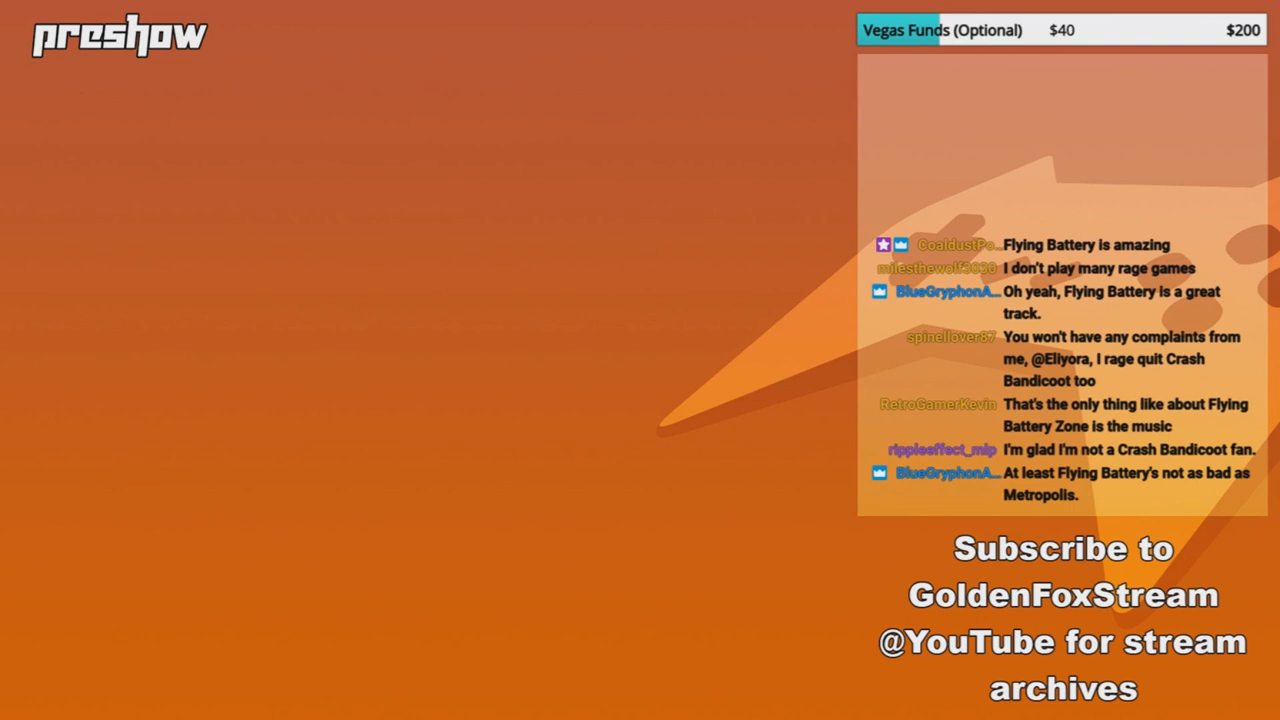 preshow
Vegas Funds (Optional) $40 $200
CoaldustPo... Flying Battery is amazing
milesthewolf3030 I don't play many rage games
BlueGryphonA... Oh yeah, Flying Battery is a great
track.
spinellover87 You won't have any complaints from
me, @Eliyora, I rage quit Crash
Bandicoot too
RetroGamerKevin That's the only thing like about Flying
Battery Zone is the music
rippleeffect_mlp I'm glad I'm not a Crash Bandicoot fan.
BlueGryphonA... At least Flying Battery's not as bad as
Metropolis.
Subscribe to
GoldenFoxStream
@YouTube for stream
archives